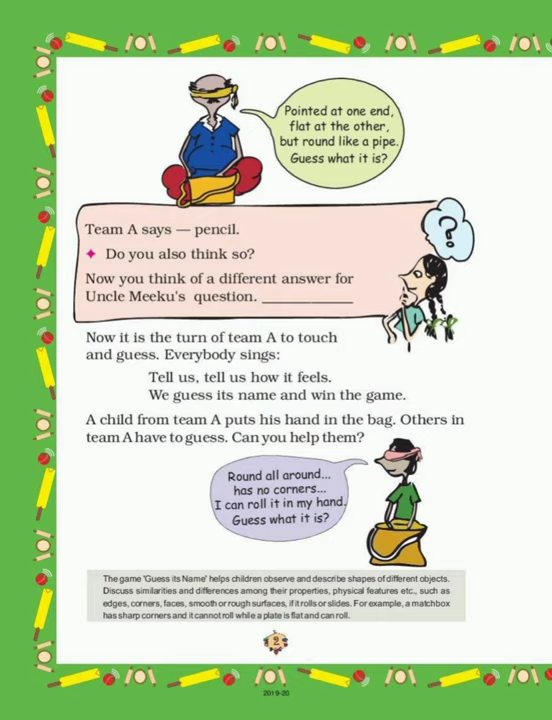 Pointed at one end,
flat at the other,
but round like a pipe.
Guess what it is?
Team A says — pencil.
✦ Do you also think so?
Now you think of a different answer for
Uncle Meeku's question. ____________
?
Now it is the turn of team A to touch
and guess. Everybody sings:
Tell us, tell us how it feels.
We guess its name and win the game.
A child from team A puts his hand in the bag. Others in
team A have to guess. Can you help them?
Round all around...
has no corners...
I can roll it in my hand.
Guess what it is?
The game 'Guess its Name' helps children observe and describe shapes of different objects.
Discuss similarities and differences among their properties, physical features etc., such as
edges, corners, faces, smooth or rough surfaces, if it rolls or slides. For example, a matchbox
has sharp corners and it cannot roll while a plate is flat and can roll.
2
2019-20